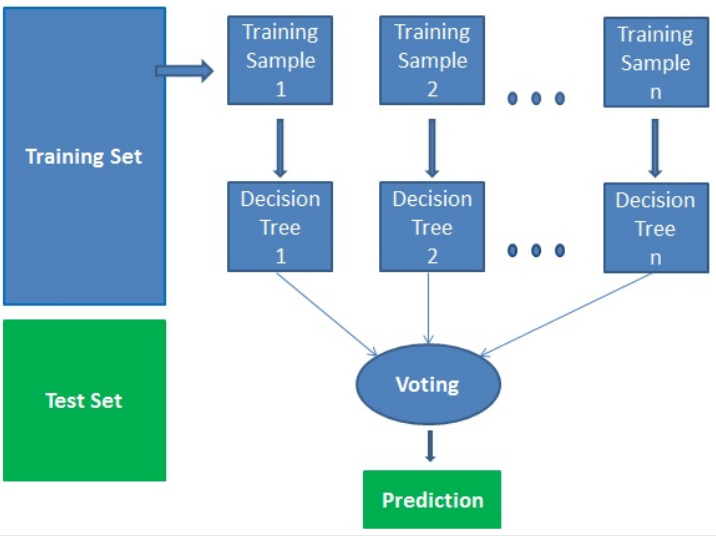 Training
Sample
1
Training
Sample
2
Training
Sample
n
Training Set
Decision
Tree
1
Decision
Tree
2
Decision
Tree
n
Test Set
Voting
Prediction